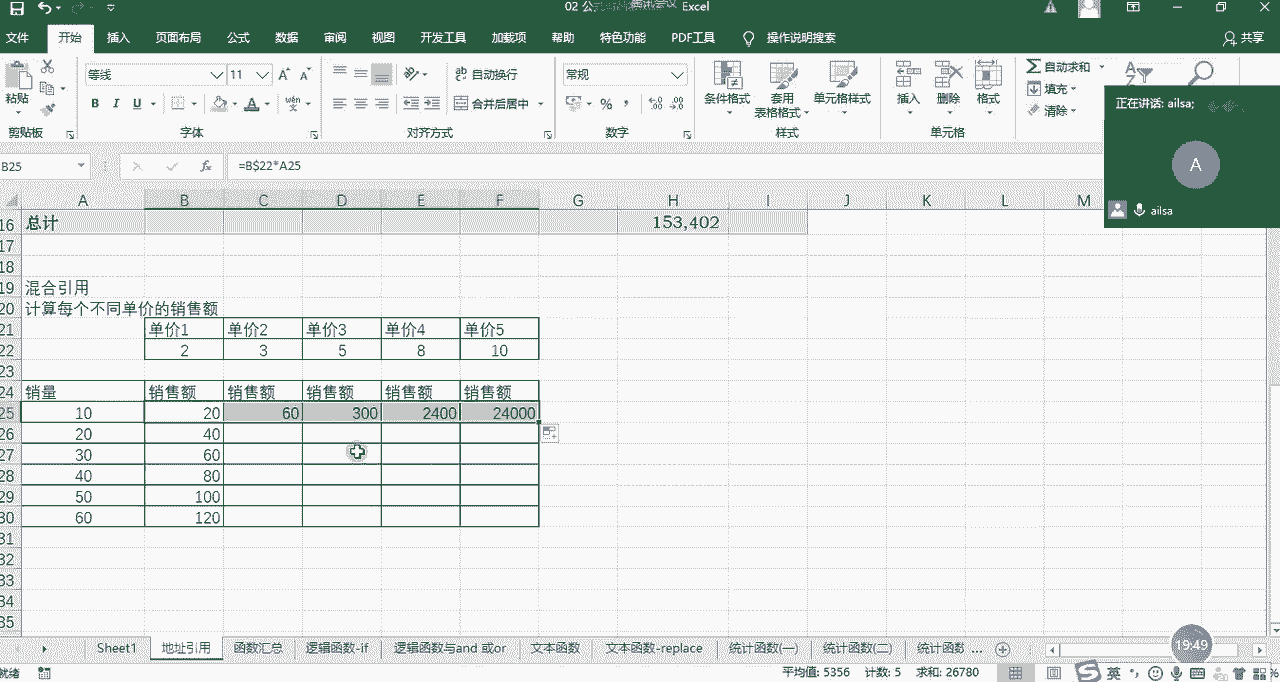 02 公 Excel
文件 开始 插入 页面布局 公式 数据 审阅 视图 开发工具 加载项 帮助 特色功能 PDF工具 操作说明搜索 共享
粘贴 等线 11 自动换行 常规 条件格式 套用 表格格式 单元格样式 插入 删除 格式 自动求和 填充 清除
B I U 合并后居中
剪贴板 字体 对齐方式 数字 样式 单元格
正在讲话: ailsa;
A
ailsa
B25 fx =B$22*A25
A B C D E F G H I J K L M
16 总计 153,402
17
18
19 混合引用
20 计算每个不同单价的销售额
21 单价1 单价2 单价3 单价4 单价5
22 2 3 5 8 10
23
24 销量 销售额 销售额 销售额 销售额 销售额
25 10 20 60 300 2400 24000
26 20 40
27 30 60
28 40 80
29 50 100
30 60 120
31
32
33
34
35
Sheet1 地址引用 函数汇总 逻辑函数-if 逻辑函数与and或or 文本函数 文本函数-replace 统计函数(一) 统计函数(二) 统计函数 ...
19:49
就绪 平均值: 5356 计数: 5 求和: 26780 英